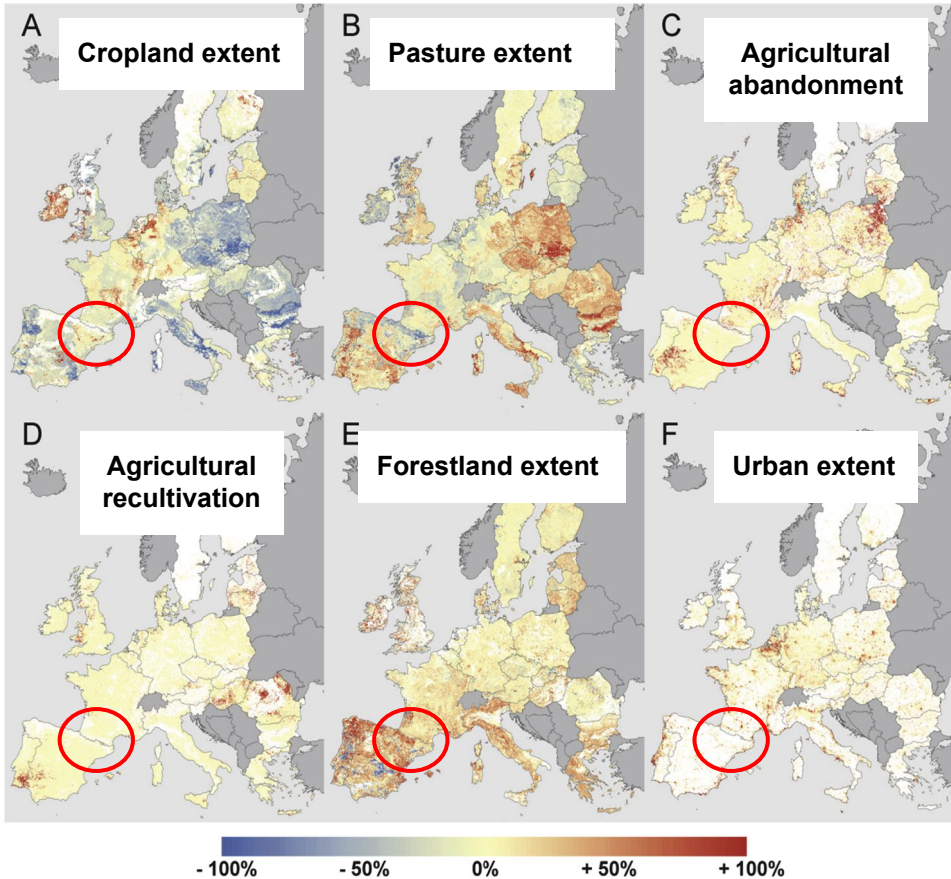 A
Cropland extent
B
Pasture extent
C
Agricultural
abandonment
D
Agricultural
recultivation
E
Forestland extent
F
Urban extent
- 100%
- 50%
0%
+ 50%
+ 100%